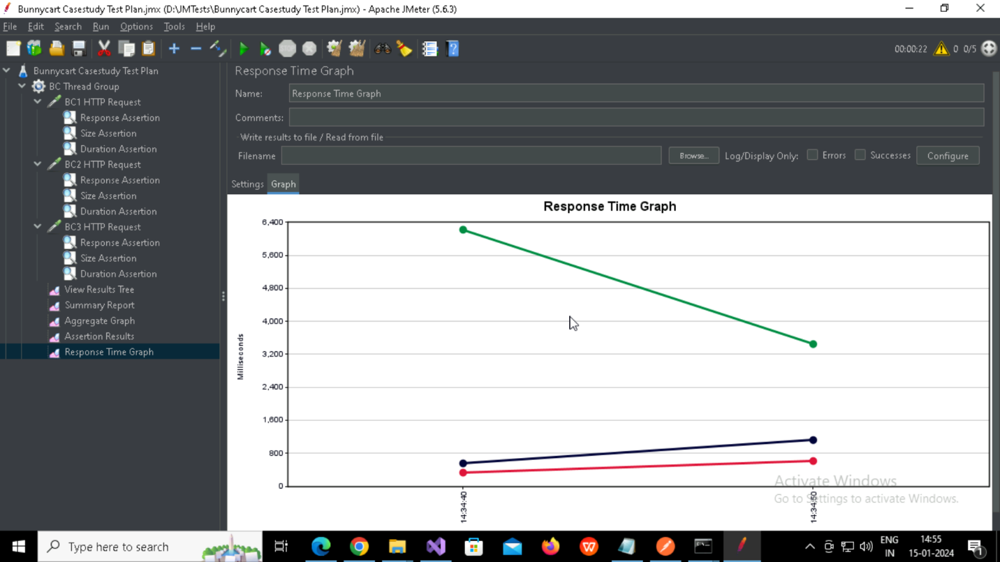 Bunnycart Casestudy Test Plan.jmx (D:\JMTests\Bunnycart Casestudy Test Plan.jmx) - Apache JMeter (5.6.3)
File Edit Search Run Options Tools Help
STOP
00:00:22 0 0/5
Bunnycart Casestudy Test Plan
BC Thread Group
BC1 HTTP Request
Response Assertion
Size Assertion
Duration Assertion
BC2 HTTP Request
Response Assertion
Size Assertion
Duration Assertion
BC3 HTTP Request
Response Assertion
Size Assertion
Duration Assertion
View Results Tree
Summary Report
Aggregate Graph
Assertion Results
Response Time Graph
Response Time Graph
Name: Response Time Graph
Comments:
Write results to file / Read from file
Filename Browse... Log/Display Only: Errors Successes Configure
Settings Graph
Response Time Graph
Milliseconds
6,400
5,600
4,800
4,000
3,200
2,400
1,600
800
0
14:34:40
14:34:50
Activate Windows
Go to Settings to activate Windows.
Type here to search
ENG
IN
14:55
15-01-2024
1